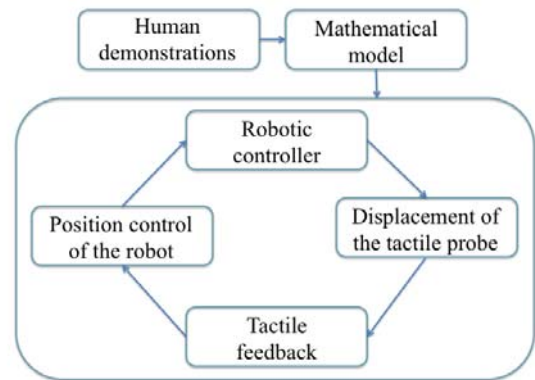 Human
demonstrations
Mathematical
model
Robotic
controller
Position control
of the robot
Displacement of
the tactile probe
Tactile
feedback